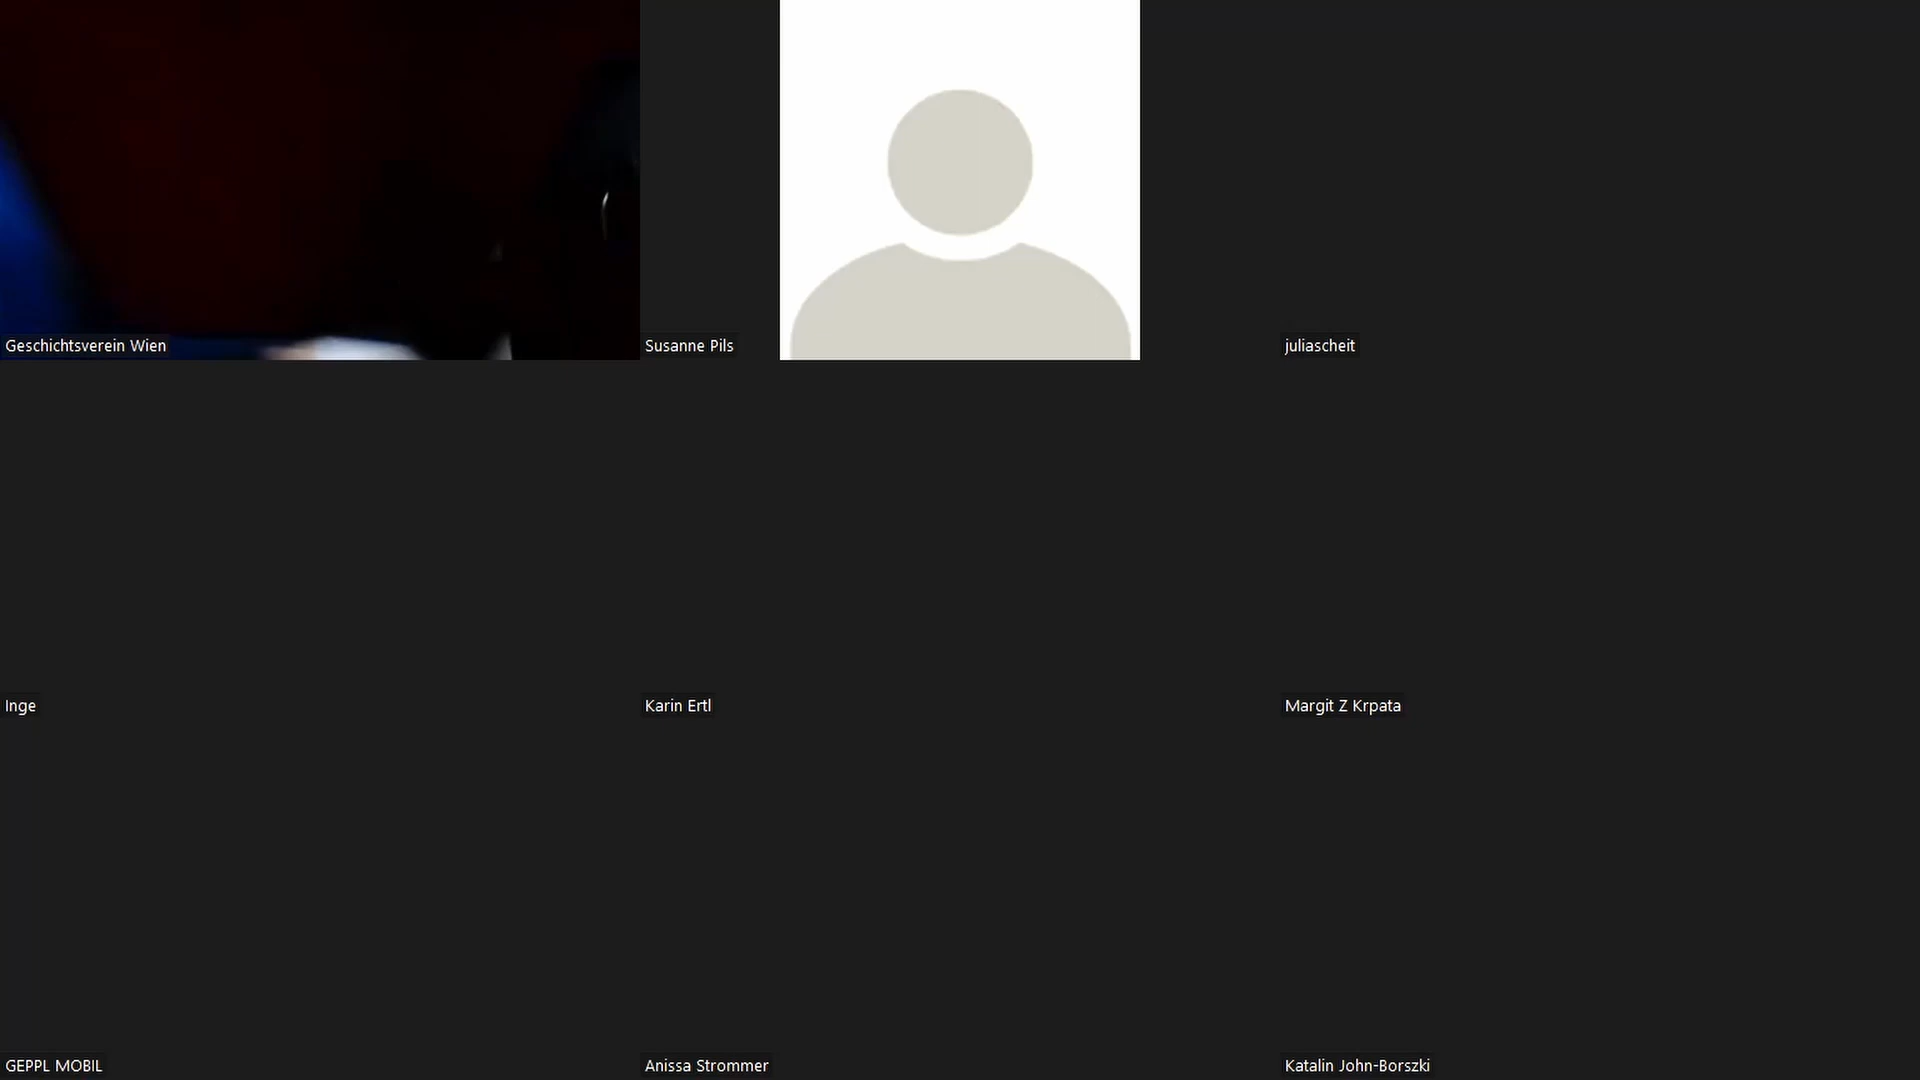 Geschichtsverein Wien
Susanne Pils
juliascheit
Inge
Karin Ertl
Margit Z Krpata
GEPPL MOBIL
Anissa Strommer
Katalin John-Borszki